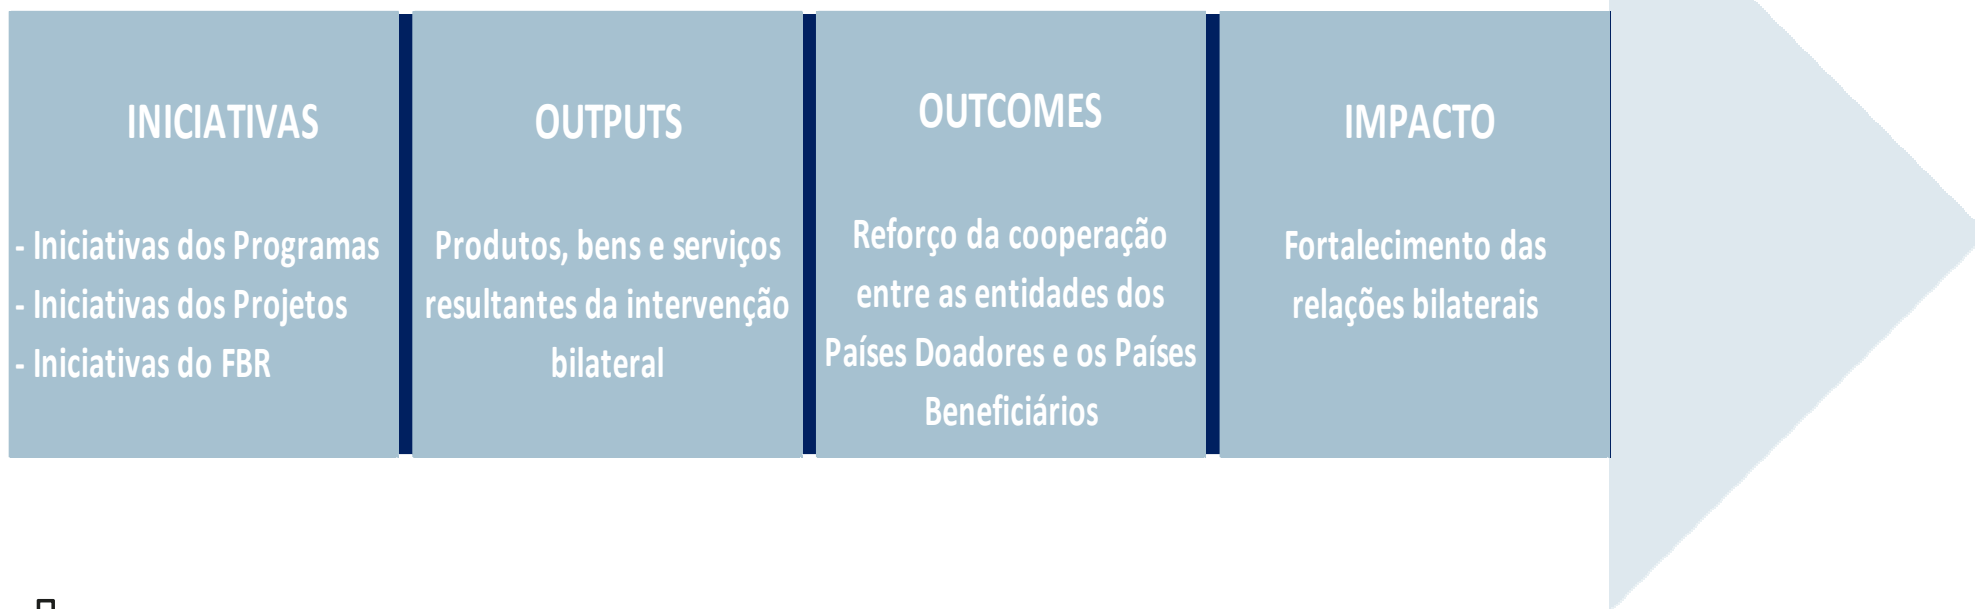 INICIATIVAS
- Iniciativas dos Programas
- Iniciativas dos Projetos
- Iniciativas do FBR
OUTPUTS
Produtos, bens e serviços
resultantes da intervenção
bilateral
OUTCOMES
Reforço da cooperação
entre as entidades dos
Países Doadores e os Países
Beneficiários
IMPACTO
Fortalecimento das
relações bilaterais